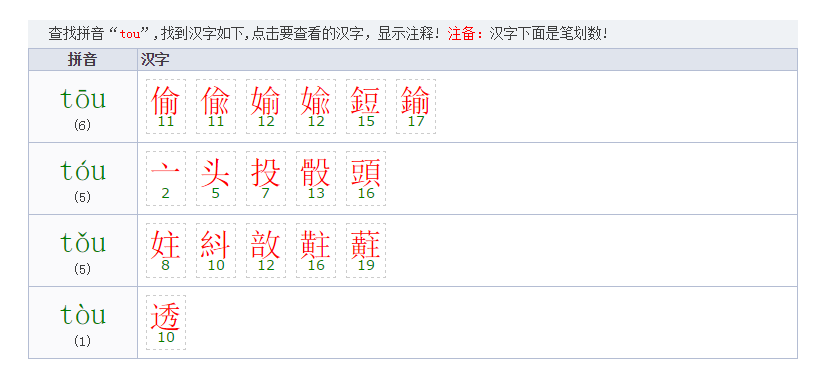 查找拼音“tou”,找到汉字如下,点击要查看的汉字，显示注释！注备：汉字下面是笔划数！
拼音 汉字
tōu 偷 偸 婾 媮 鋀 鍮
(6) 11 11 12 12 15 17
tóu 亠 头 投 骰 頭
(5) 2 5 7 13 16
tǒu 妵 紏 敨 黈 蘣
(5) 8 10 12 16 19
tòu 透
(1) 10